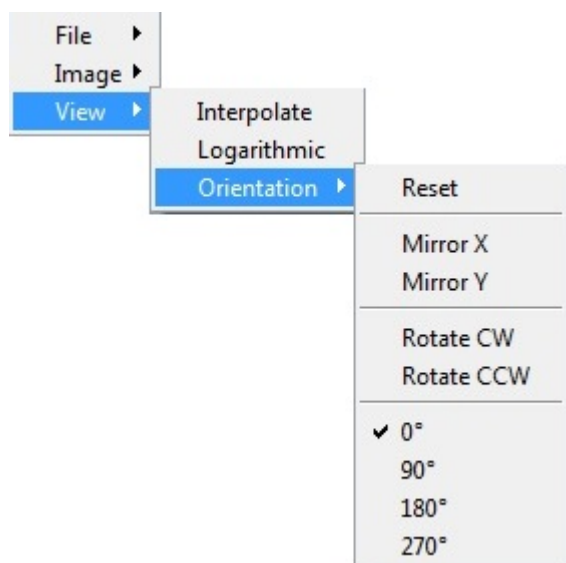 File
Image
View
Interpolate
Logarithmic
Orientation
Reset
Mirror X
Mirror Y
Rotate CW
Rotate CCW
0°
90°
180°
270°